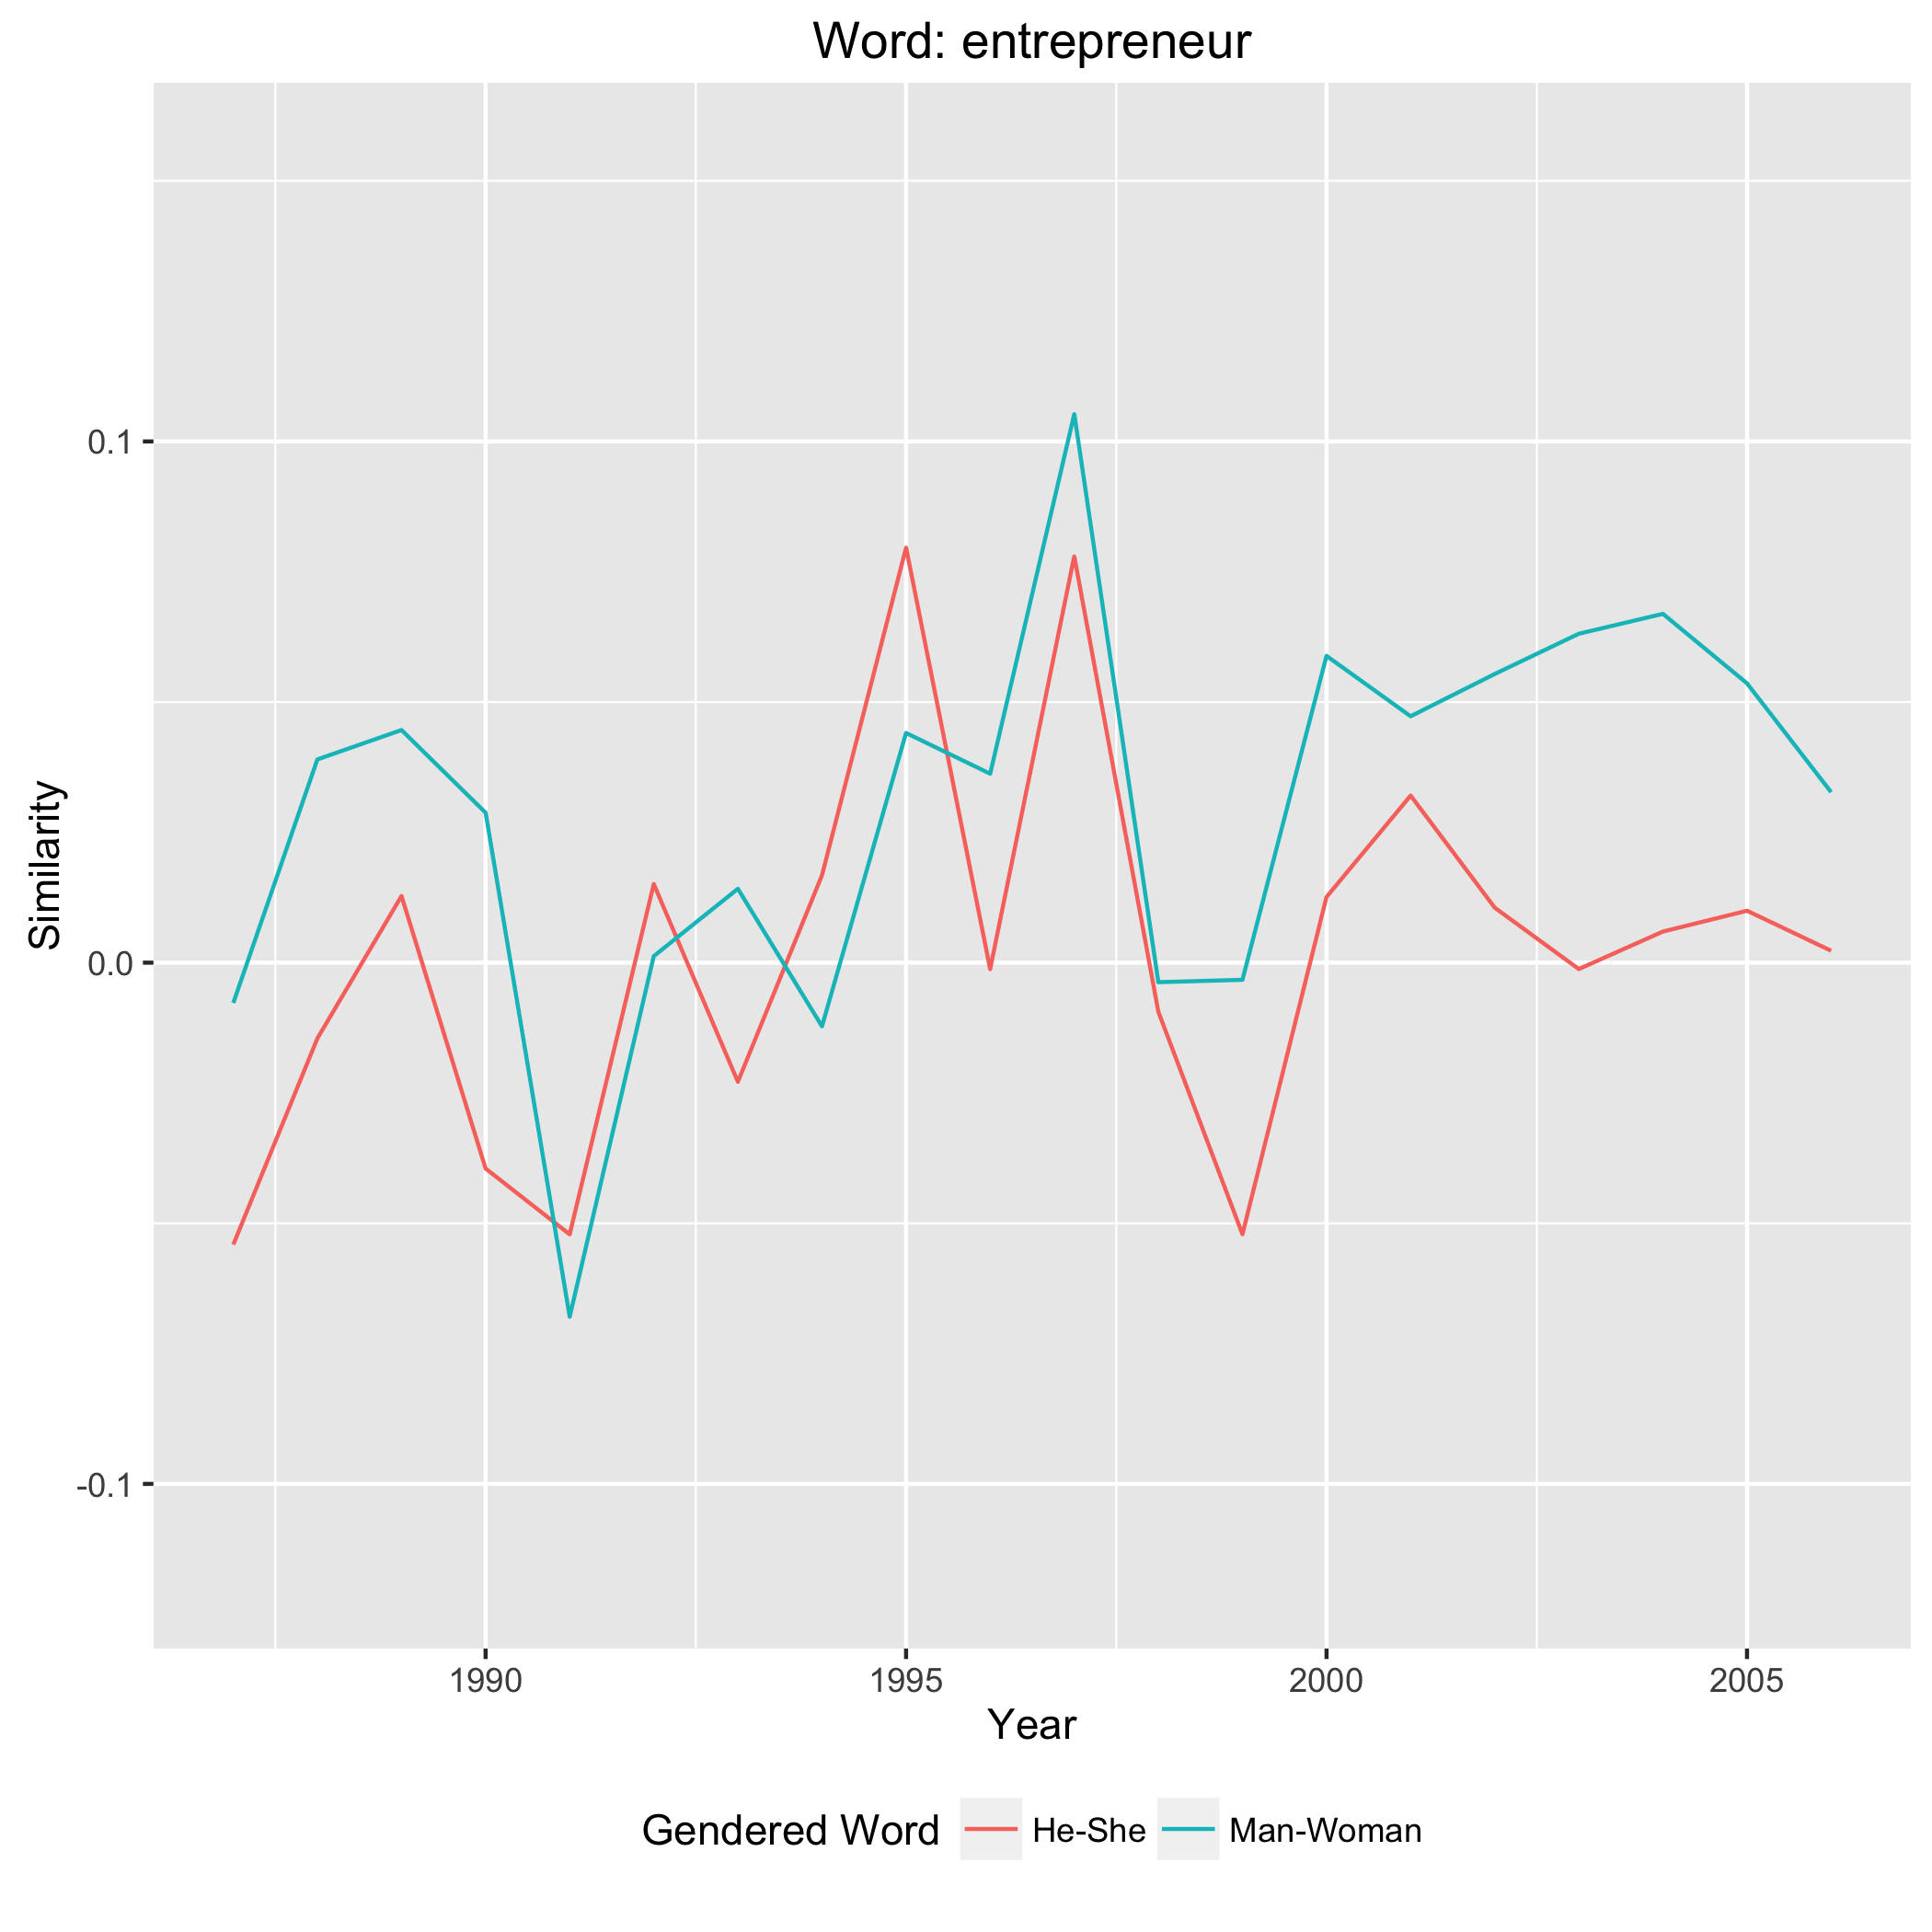 Word: entrepreneur
Similarity
0.1
0.0
-0.1
1990 1995 2000 2005
Year
Gendered Word He-She Man-Woman